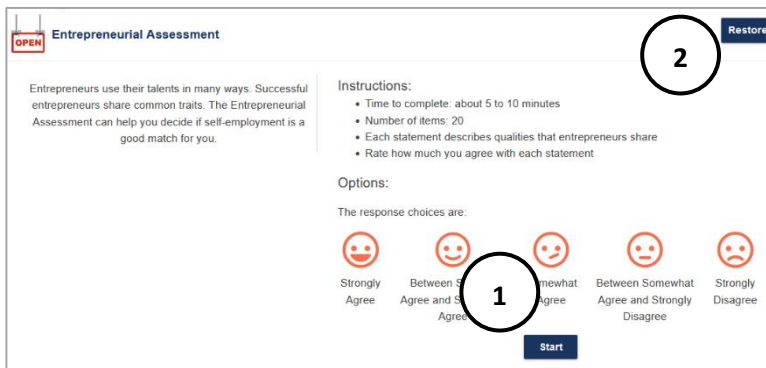 OPEN
Entrepreneurial Assessment
Restore
2
Entrepreneurs use their talents in many ways. Successful
entrepreneurs share common traits. The Entrepreneurial
Assessment can help you decide if self-employment is a
good match for you.
Instructions:
• Time to complete: about 5 to 10 minutes
• Number of items: 20
• Each statement describes qualities that entrepreneurs share
• Rate how much you agree with each statement
Options:
The response choices are:
Strongly
Agree
Between
Agree and
Agree
1
Agree
Between Somewhat
Agree and Strongly
Disagree
Strongly
Disagree
Start